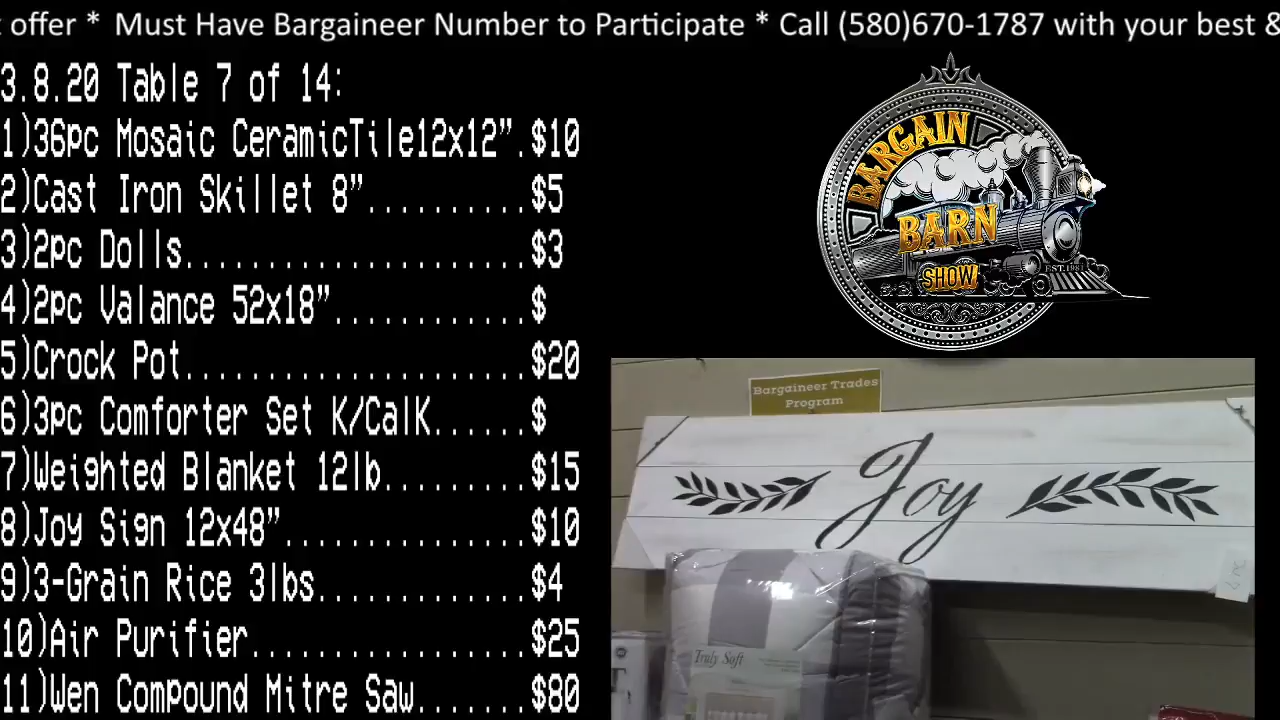 offer * Must Have Bargaineer Number to Participate * Call (580)670-1787 with your best &
3.8.20 Table 7 of 14:
1)36pc Mosaic CeramicTile12x12”.$10
2)Cast Iron Skillet 8”..........$5
3)2pc Dolls.....................$3
4)2pc Valance 52x18”............$
5)Crock Pot.....................$20
6)3pc Comforter Set K/CalK......$
7)Weighted Blanket 12lb.........$15
8)Joy Sign 12x48”...............$10
9)3-Grain Rice 3lbs.............$4
10)Air Purifier.................$25
11)Wen Compound Mitre Saw.......$80
BARGAIN
BARN
SHOW
Bargaineer Trades
Program
Joy
Truly Soft